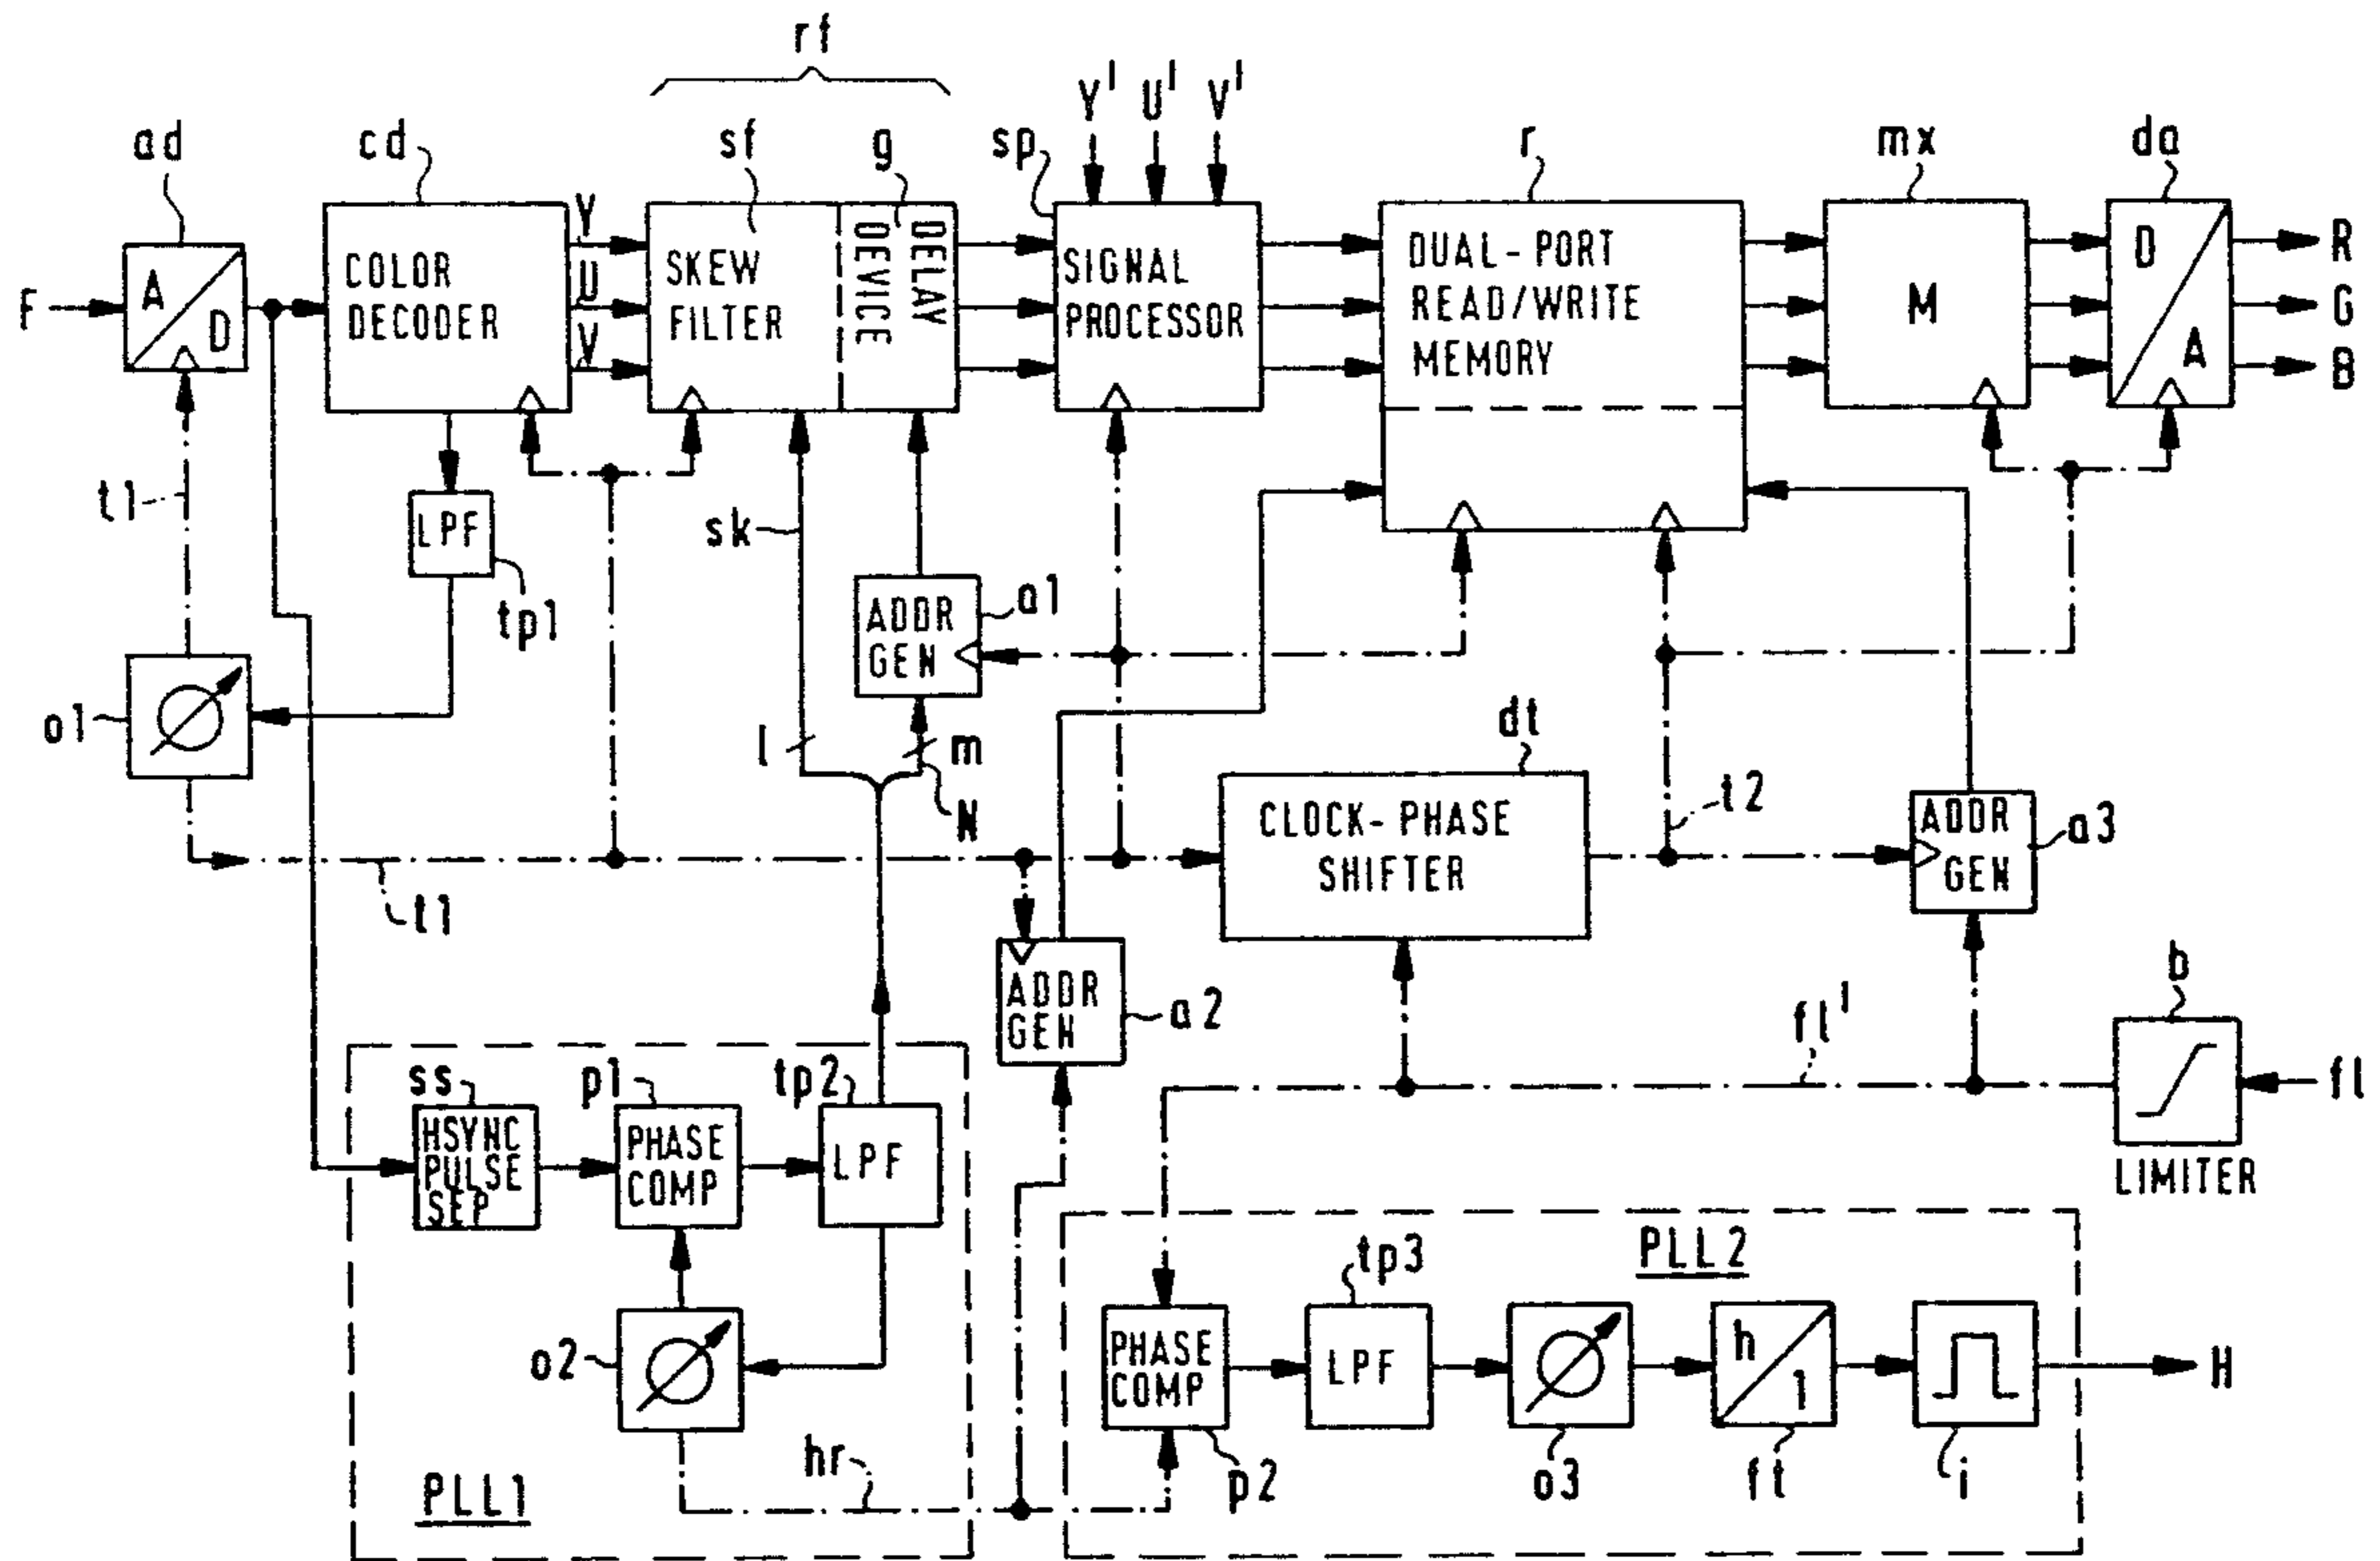 rf
Y' U' V'
ad
cd
sf
g
sp
r
mx
da
F
A
D
COLOR
DECODER
Y
U
V
SKEW
FILTER
DELAY
DEVICE
SIGNAL
PROCESSOR
DUAL-PORT
READ/WRITE
MEMORY
M
D
A
R
G
B
t1
LPF
tp1
sk
ADDR
GEN
a1
o1
l
m
N
dt
CLOCK-PHASE
SHIFTER
t2
ADDR
GEN
a3
t1
ADDR
GEN
a2
fl'
b
fl
LIMITER
ss
HSYNC
PULSE
SEP
p1
PHASE
COMP
tp2
LPF
o2
hr
PLL1
PLL2
PHASE
COMP
p2
tp3
LPF
o3
h
1
ft
i
H